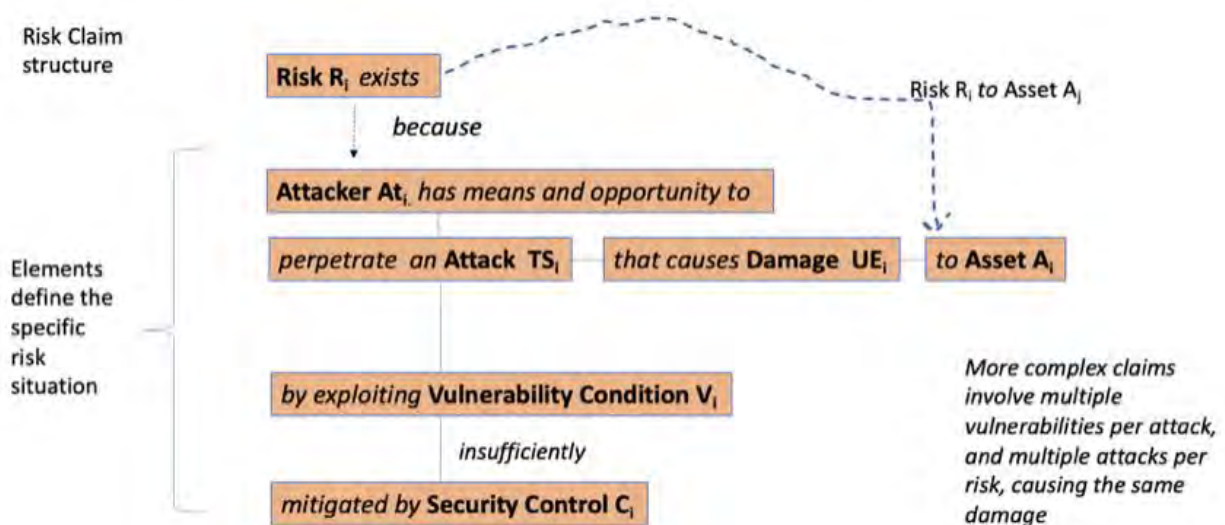 Risk Claim
structure
Risk Rᵢ exists
Risk Rᵢ to Asset Aⱼ
because
Attacker Atᵢ. has means and opportunity to
perpetrate an Attack TSᵢ
that causes Damage UEᵢ
to Asset Aᵢ
Elements
define the
specific
risk
situation
by exploiting Vulnerability Condition Vᵢ
insufficiently
mitigated by Security Control Cᵢ
More complex claims
involve multiple
vulnerabilities per attack,
and multiple attacks per
risk, causing the same
damage